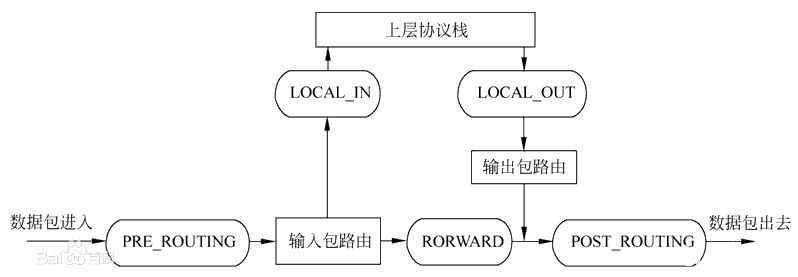 上层协议栈
LOCAL_IN
LOCAL_OUT
输出包路由
数据包进入
数据包出去
PRE_ROUTING
输入包路由
RORWARD
POST_ROUTING
Bai百科